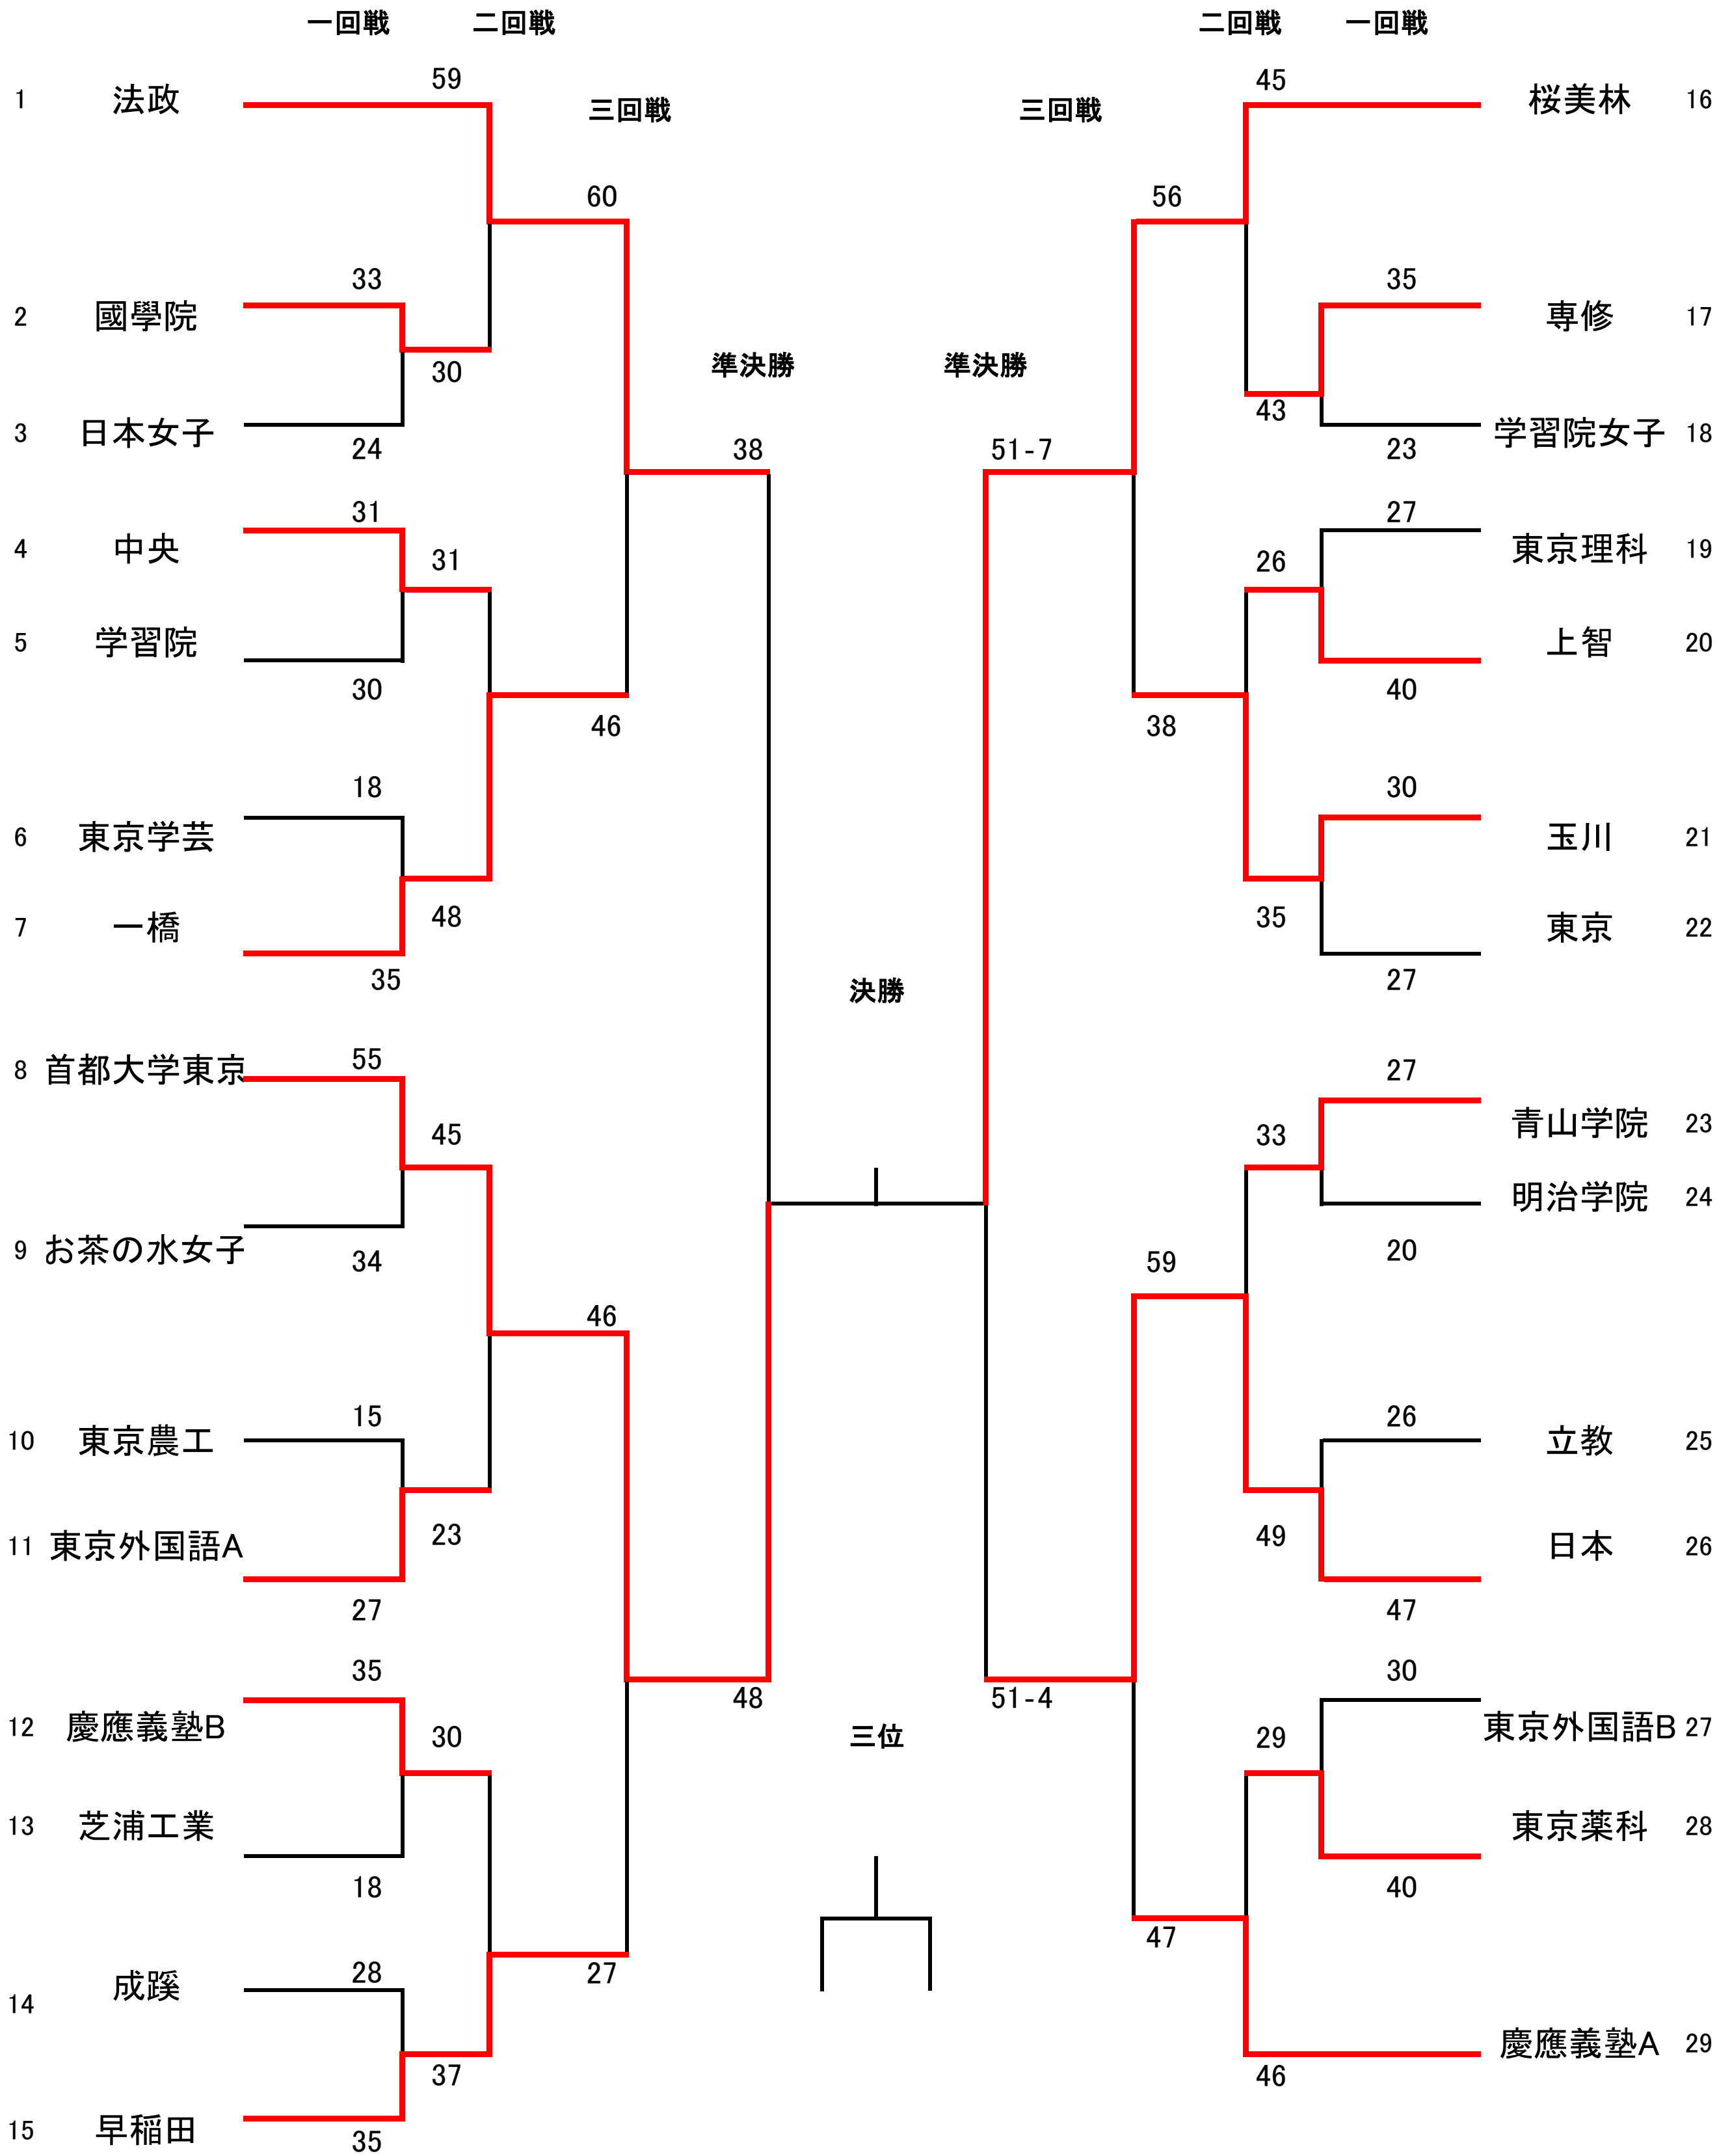 一回戦 二回戦 二回戦 一回戦
59 45
1 法政 三回戦 三回戦 桜美林 16
60 56
33 35
2 國學院 専修 17
準決勝 準決勝
30 43
3 日本女子 学習院女子 18
24 38 51-7 23
31 27
4 中央 31 26 東京理科 19
5 学習院 上智 20
30 40
46 38
18 30
6 東京学芸 玉川 21
7 一橋 48 35 東京 22
35 27
決勝
8 首都大学東京 55 27
45 33 青山学院 23
明治学院 24
9 お茶の水女子 34 59 20
46
15 26
10 東京農工 立教 25
11 東京外国語A 23 49 日本 26
27 47
35 30
48 51-4
12 慶應義塾B 30 三位 29 東京外国語B 27
13 芝浦工業 東京薬科 28
18 40
47
28 27
14 成蹊
37 46 慶應義塾A 29
15 早稲田 35